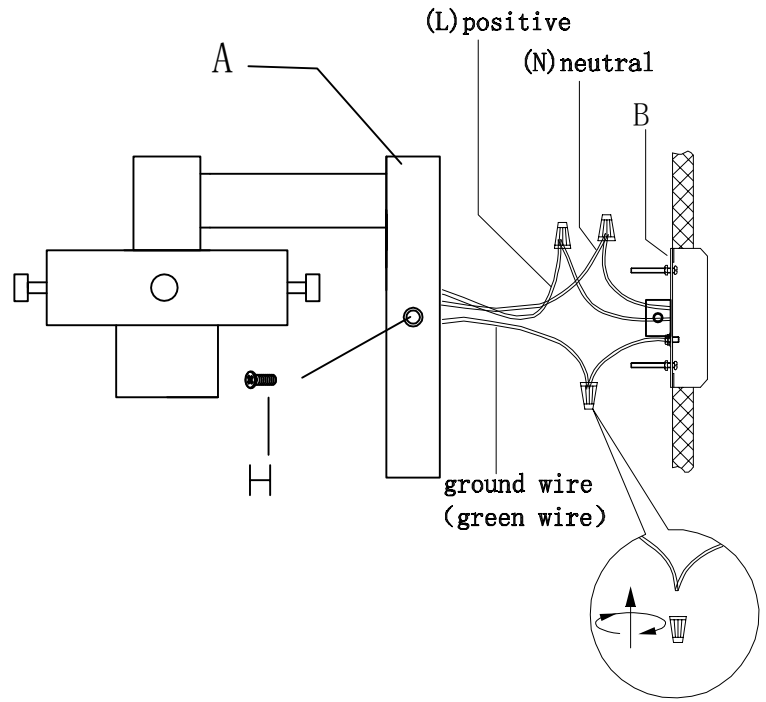 (L)positive
A
(N)neutral
B
H
ground wire
(green wire)